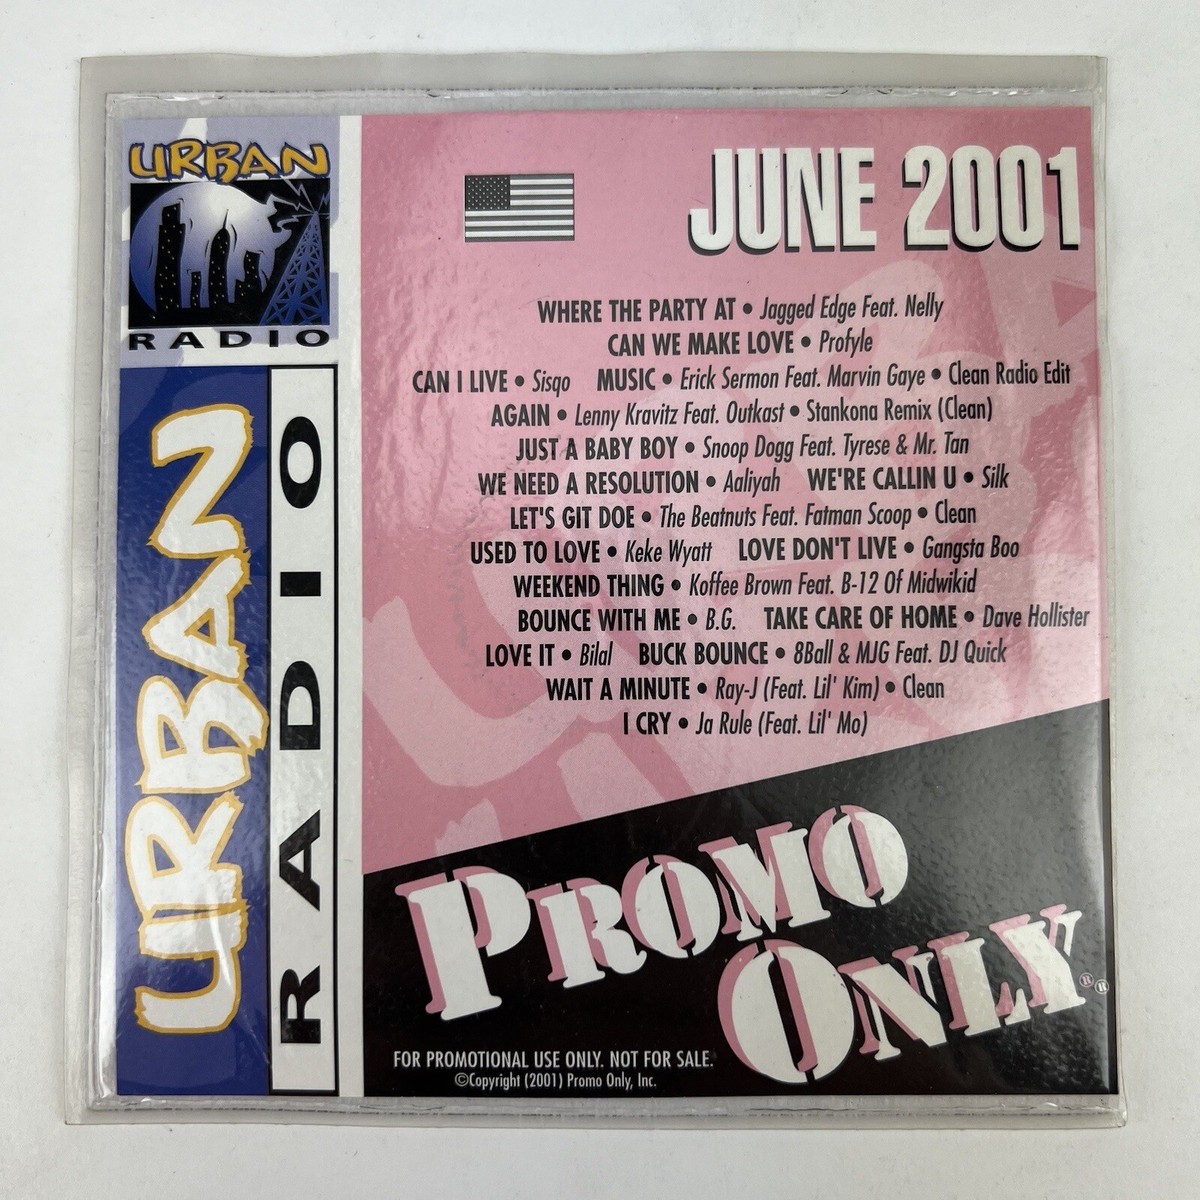 URBAN
RADIO
URBAN
RADIO
JUNE 2001
WHERE THE PARTY AT • Jagged Edge Feat. Nelly
CAN WE MAKE LOVE • Profyle
CAN I LIVE • Sisqo MUSIC • Erick Sermon Feat. Marvin Gaye • Clean Radio Edit
AGAIN • Lenny Kravitz Feat. Outkast • Stankona Remix (Clean)
JUST A BABY BOY • Snoop Dogg Feat. Tyrese & Mr. Tan
WE NEED A RESOLUTION • Aaliyah WE'RE CALLIN U • Silk
LET'S GIT DOE • The Beatnuts Feat. Fatman Scoop • Clean
USED TO LOVE • Keke Wyatt LOVE DON'T LIVE • Gangsta Boo
WEEKEND THING • Koffee Brown Feat. B-12 Of Midwikid
BOUNCE WITH ME • B.G. TAKE CARE OF HOME • Dave Hollister
LOVE IT • Bilal BUCK BOUNCE • 8Ball & MJG Feat. DJ Quick
WAIT A MINUTE • Ray-J (Feat. Lil' Kim) • Clean
I CRY • Ja Rule (Feat. Lil' Mo)
PROMO
ONLY®®
FOR PROMOTIONAL USE ONLY. NOT FOR SALE.
©Copyright (2001) Promo Only, Inc.